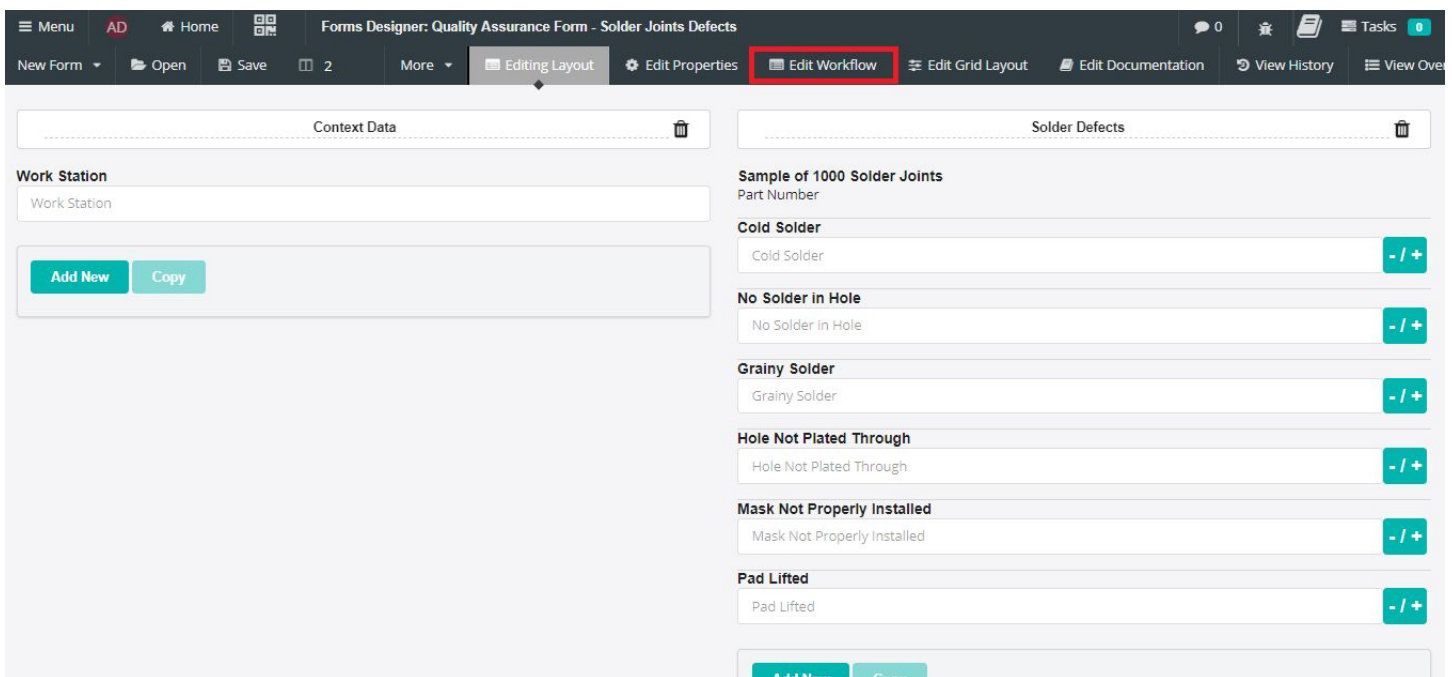 Menu AD Home Forms Designer: Quality Assurance Form - Solder Joints Defects 0 Tasks 0
New Form Open Save 2 More Editing Layout Edit Properties Edit Workflow Edit Grid Layout Edit Documentation View History View Over
Context Data
Work Station
Work Station
Add New Copy
Solder Defects
Sample of 1000 Solder Joints
Part Number
Cold Solder
Cold Solder - / +
No Solder in Hole
No Solder in Hole - / +
Grainy Solder
Grainy Solder - / +
Hole Not Plated Through
Hole Not Plated Through - / +
Mask Not Properly Installed
Mask Not Properly Installed - / +
Pad Lifted
Pad Lifted - / +